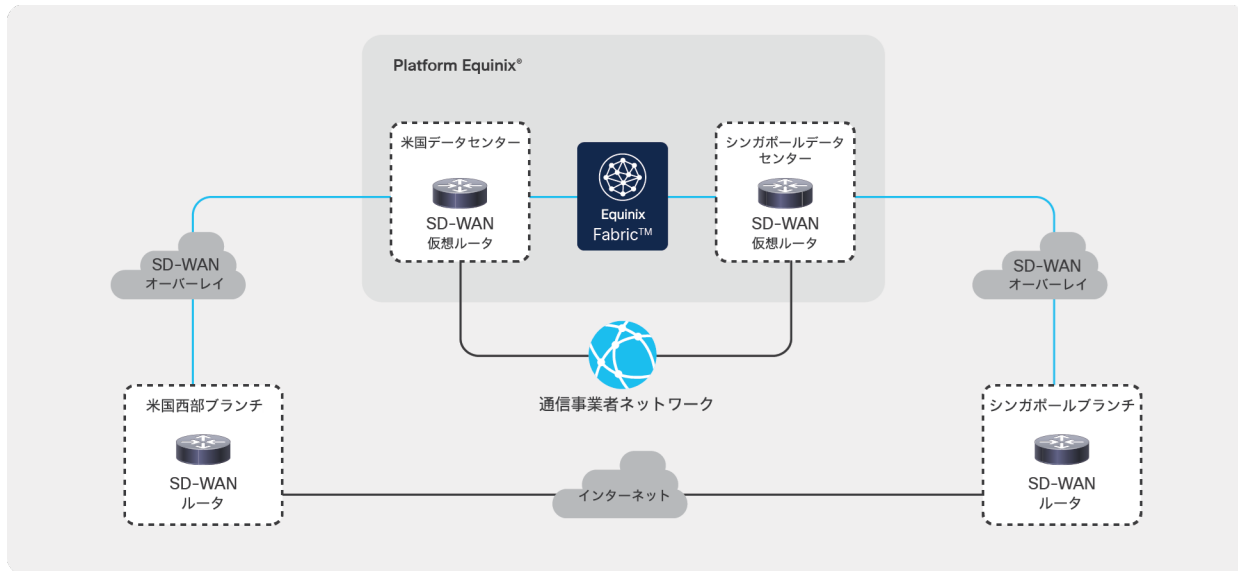 Platform Equinix®
米国データセンター
SD-WAN
仮想ルータ
Equinix
Fabric™
シンガポールデータ
センター
SD-WAN
仮想ルータ
SD-WAN
オーバーレイ
SD-WAN
オーバーレイ
通信事業者ネットワーク
米国西部ブランチ
SD-WAN
ルータ
インターネット
シンガポールブランチ
SD-WAN
ルータ